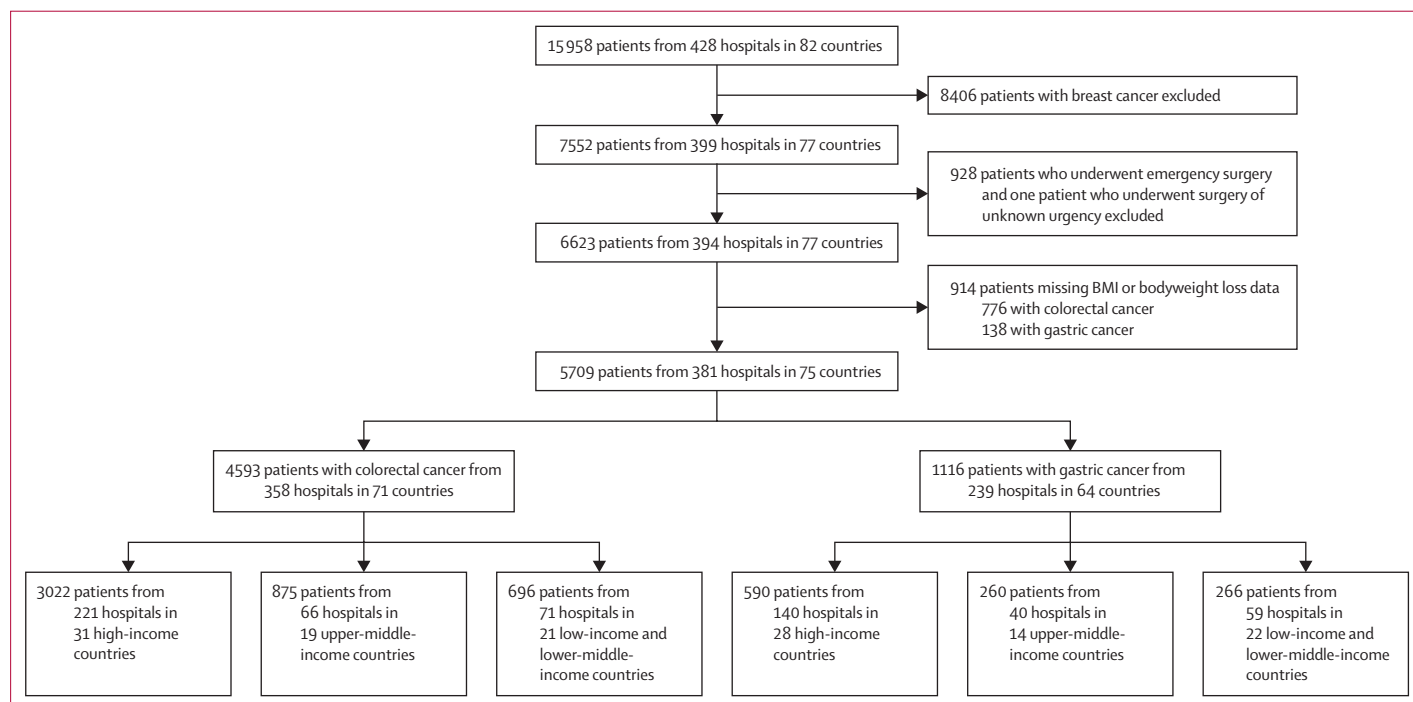 15 958 patients from 428 hospitals in 82 countries
8406 patients with breast cancer excluded
7552 patients from 399 hospitals in 77 countries
928 patients who underwent emergency surgery
and one patient who underwent surgery of
unknown urgency excluded
6623 patients from 394 hospitals in 77 countries
914 patients missing BMI or bodyweight loss data
776 with colorectal cancer
138 with gastric cancer
5709 patients from 381 hospitals in 75 countries
4593 patients with colorectal cancer from
358 hospitals in 71 countries
1116 patients with gastric cancer from
239 hospitals in 64 countries
3022 patients from
221 hospitals in
31 high-income
countries
875 patients from
66 hospitals in
19 upper-middle-
income countries
696 patients from
71 hospitals in
21 low-income and
lower-middle-
income countries
590 patients from
140 hospitals in
28 high-income
countries
260 patients from
40 hospitals in
14 upper-middle-
income countries
266 patients from
59 hospitals in
22 low-income and
lower-middle-income
countries